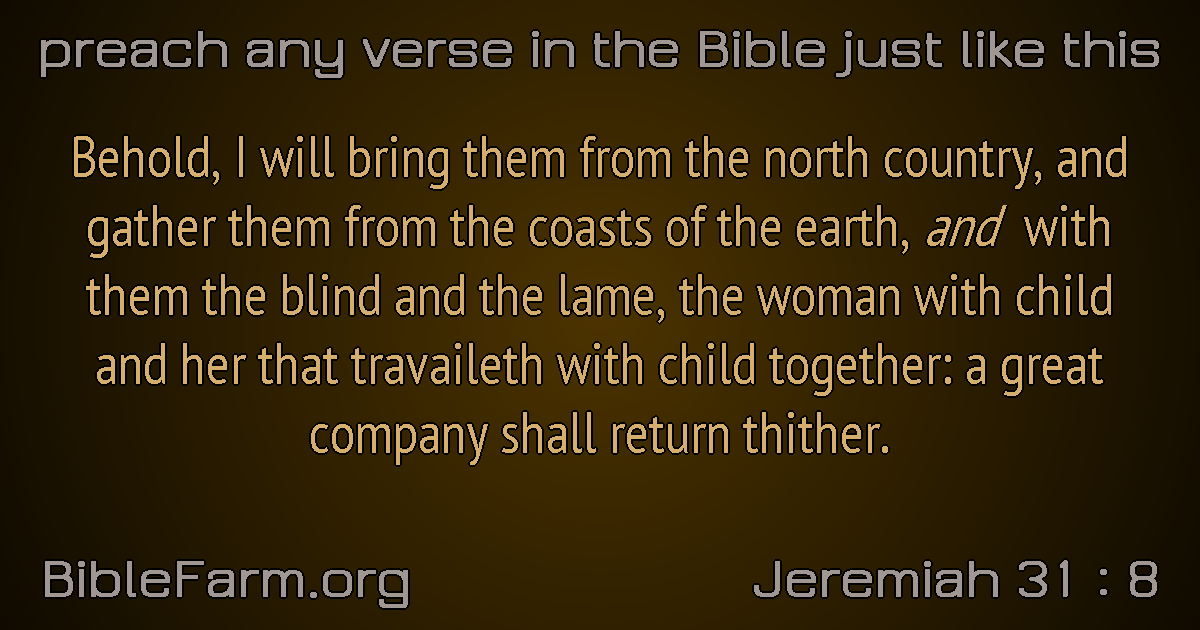 preach any verse in the Bible just like this
Behold, I will bring them from the north country, and
gather them from the coasts of the earth, and with
them the blind and the lame, the woman with child
and her that travaileth with child together: a great
company shall return thither.
BibleFarm.org
Jeremiah 31 : 8